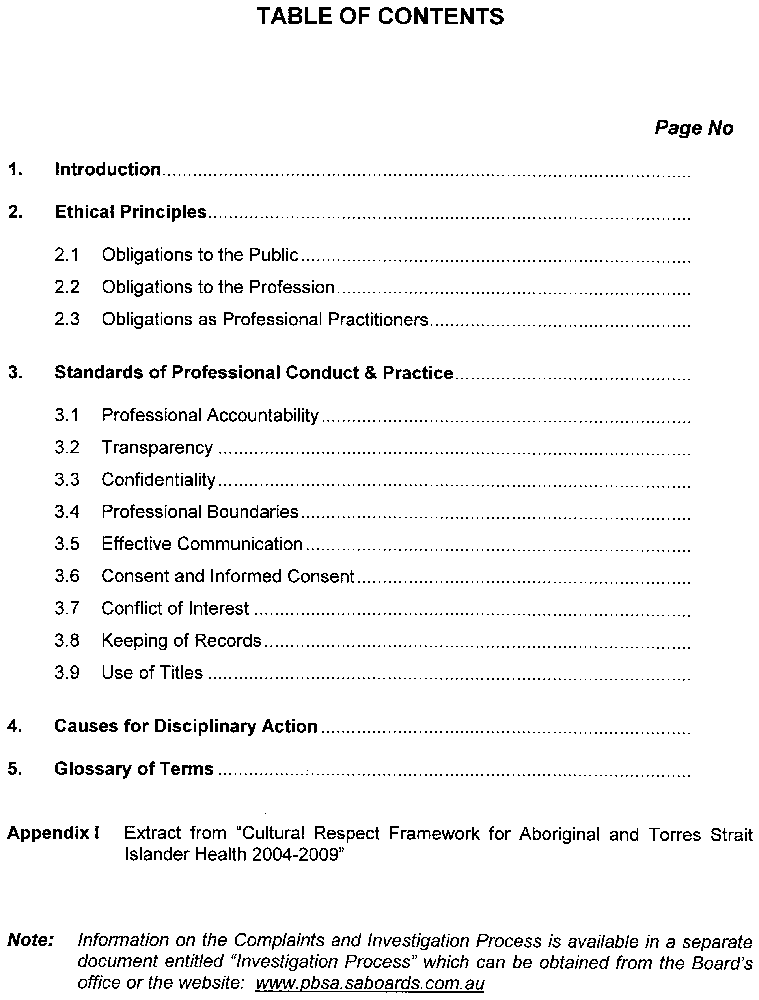 TABLE OF CONTENTS
Page No
1. Introduction..........
2. Ethical Principles..........
2.1 Obligations to the Public..........
2.2 Obligations to the Profession..........
2.3 Obligations as Professional Practitioners..........
3. Standards of Professional Conduct & Practice..........
3.1 Professional Accountability..........
3.2 Transparency ..........
3.3 Confidentiality..........
3.4 Professional Boundaries..........
3.5 Effective Communication..........
3.6 Consent and Informed Consent..........
3.7 Conflict of Interest ..........
3.8 Keeping of Records..........
3.9 Use of Titles ..........
4. Causes for Disciplinary Action ..........
5. Glossary of Terms ..........
Appendix I Extract from “Cultural Respect Framework for Aboriginal and Torres Strait
Islander Health 2004-2009”
Note: Information on the Complaints and Investigation Process is available in a separate
document entitled “Investigation Process” which can be obtained from the Board’s
office or the website: www.pbsa.saboards.com.au